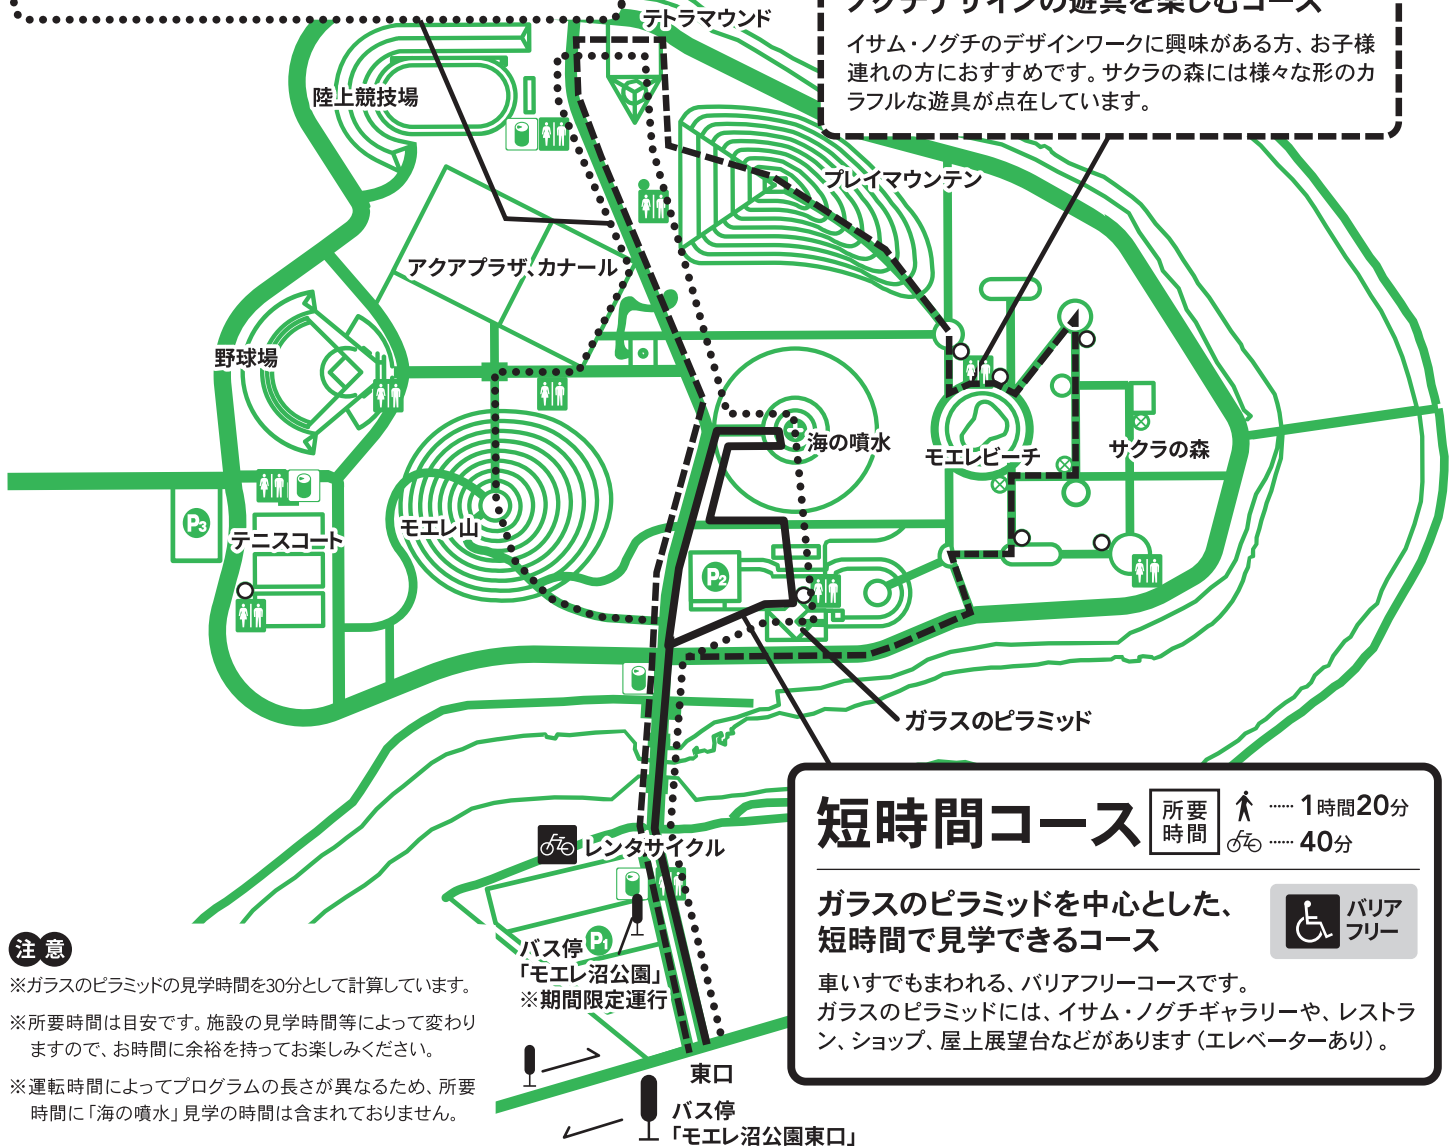 テトラマウンド
ノグチデザインの遊具を楽しむコース
イサム・ノグチのデザインワークに興味がある方、お子様
連れの方におすすめです。サクラの森には様々な形のカ
ラフルな遊具が点在しています。
陸上競技場
プレイマウンテン
アクアプラザ、カナール
野球場
海の噴水
モエレビーチ
サクラの森
モエレ山
P3
テニスコート
P2
ガラスのピラミッド
短時間コース
所要
時間
…… 1時間20分
…… 40分
レンタサイクル
ガラスのピラミッドを中心とした、
短時間で見学できるコース
バリア
フリー
車いすでもまわれる、バリアフリーコースです。
ガラスのピラミッドには、イサム・ノグチギャラリーや、レストラ
ン、ショップ、屋上展望台などがあります（エレベーターあり）。
P1
バス停
「モエレ沼公園」
※期間限定運行
注意
※ガラスのピラミッドの見学時間を30分として計算しています。
※所要時間は目安です。施設の見学時間等によって変わり
ますので、お時間に余裕を持ってお楽しみください。
※運転時間によってプログラムの長さが異なるため、所要
時間に「海の噴水」見学の時間は含まれておりません。
東口
バス停
「モエレ沼公園東口」